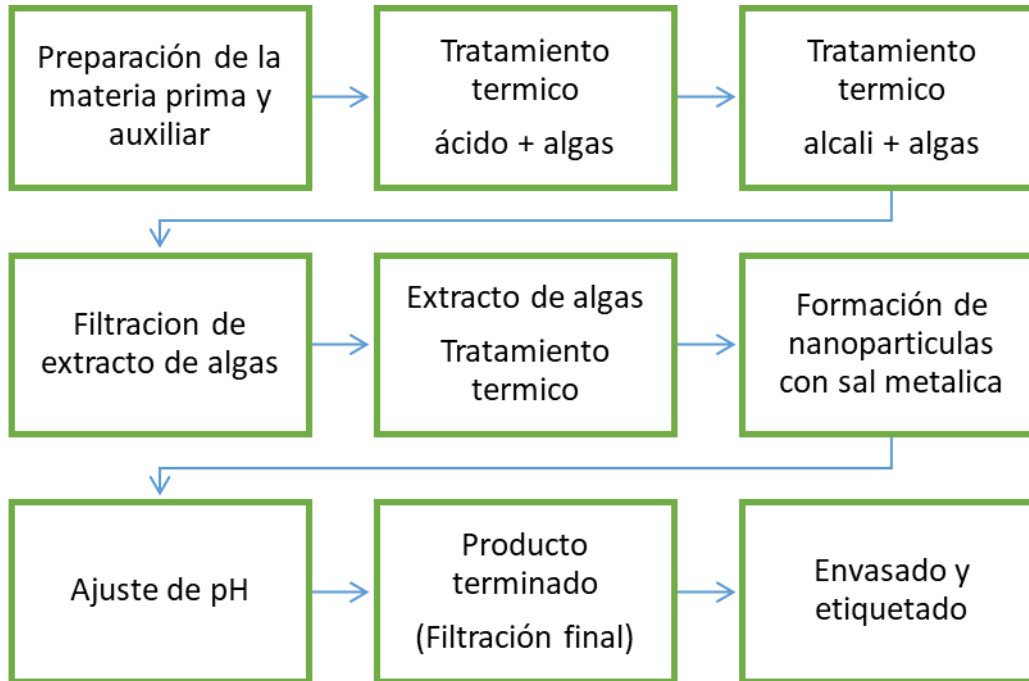 Preparación de la
materia prima y
auxiliar
Tratamiento
termico
ácido + algas
Tratamiento
termico
alcali + algas
Filtracion de
extracto de algas
Extracto de algas
Tratamiento
termico
Formación de
nanoparticulas
con sal metalica
Ajuste de pH
Producto
terminado
(Filtración final)
Envasado y
etiquetado